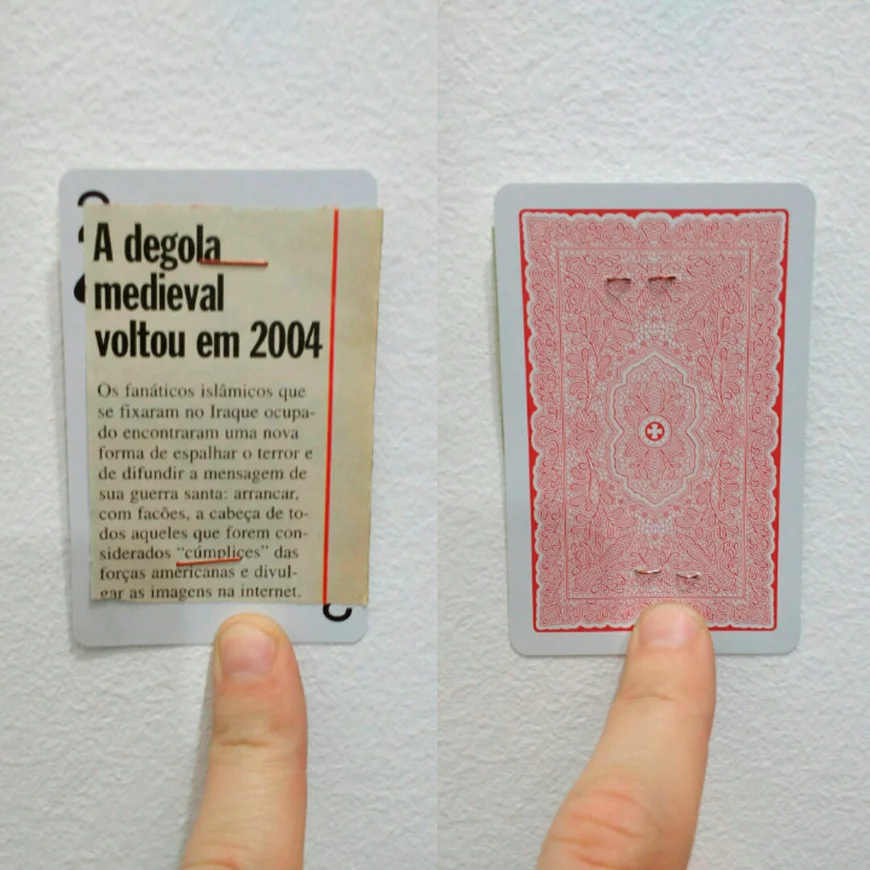 A degola
medieval
voltou em 2004
Os fanáticos islâmicos que
se fixaram no Iraque ocupa-
do encontraram uma nova
forma de espalhar o terror e
de difundir a mensagem de
sua guerra santa: arrancar,
com facões, a cabeça de to-
dos aqueles que forem con-
siderados “cúmplices” das
forças americanas e divul-
gar as imagens na internet.